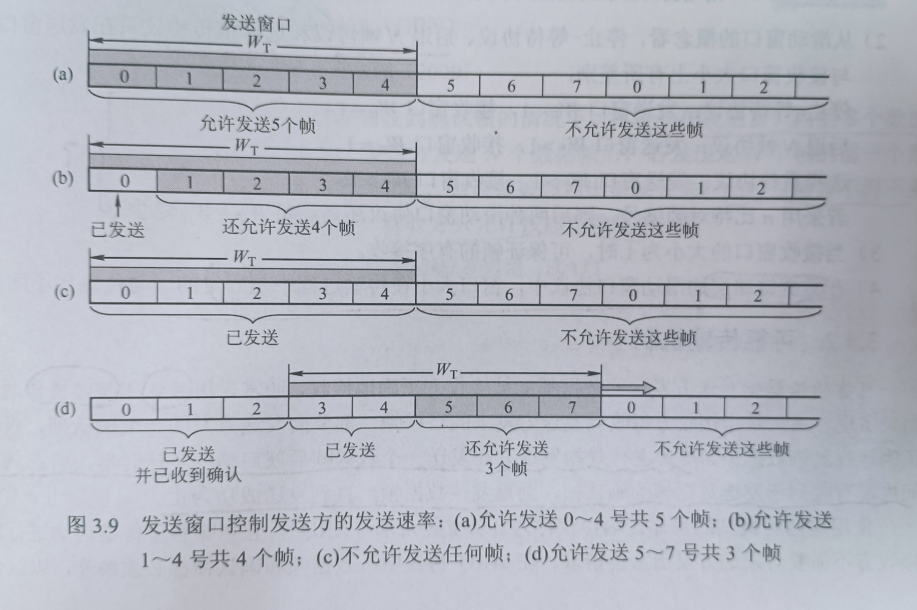 发送窗口
W_T
(a) 0 1 2 3 4 5 6 7 0 1 2
允许发送5个帧 不允许发送这些帧
W_T
(b) 0 1 2 3 4 5 6 7 0 1 2
已发送 还允许发送4个帧 不允许发送这些帧
W_T
(c) 0 1 2 3 4 5 6 7 0 1 2
已发送 不允许发送这些帧
W_T
(d) 0 1 2 3 4 5 6 7 0 1 2
已发送 已发送 还允许发送 不允许发送这些帧
并已收到确认 3个帧
图 3.9 发送窗口控制发送方的发送速率:(a)允许发送 0~4 号共 5 个帧;(b)允许发送
1~4 号共 4 个帧;(c)不允许发送任何帧;(d)允许发送 5~7 号共 3 个帧